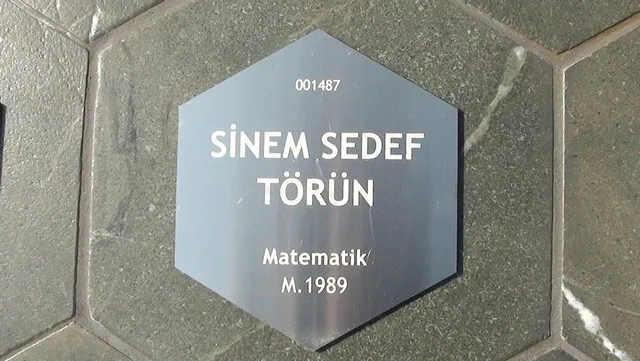 001487
SİNEM SEDEF
TÖRÜN
Matematik
M.1989